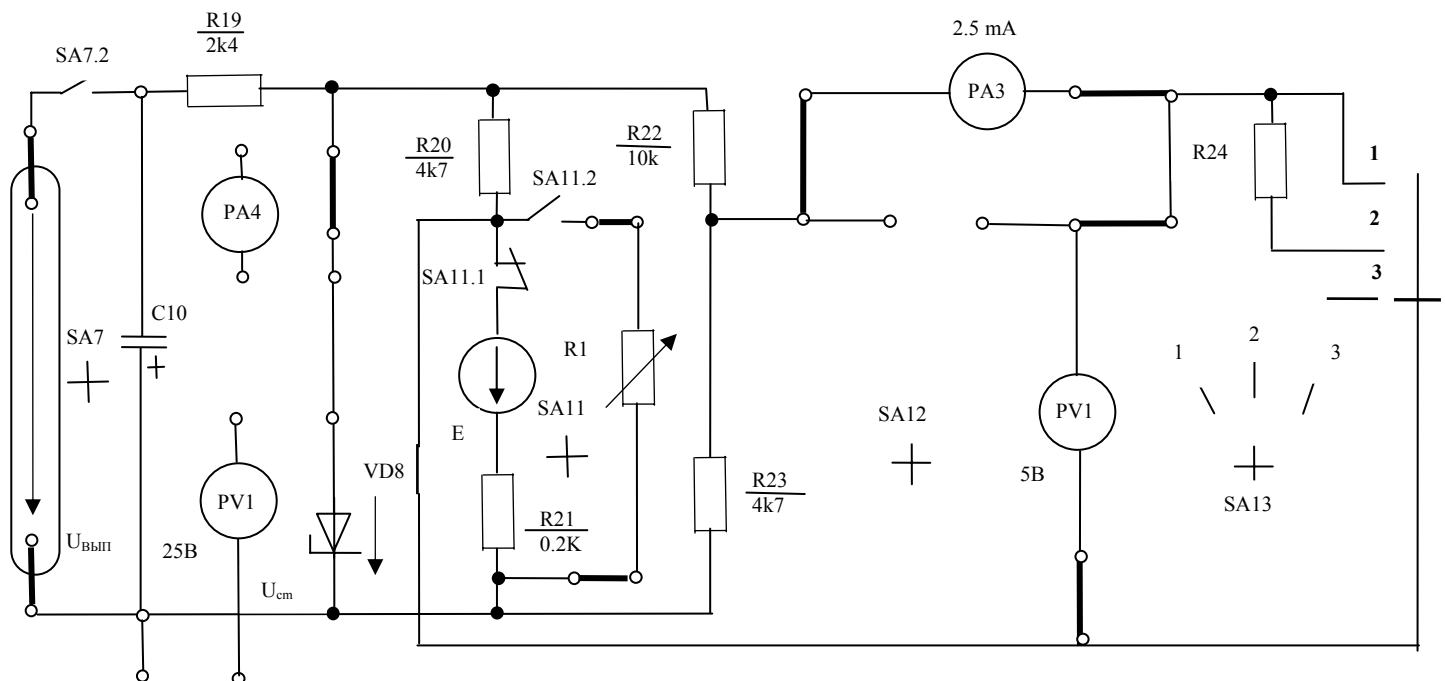 R19
2k4
2.5 mA
SA7.2
PA3
R20
4k7
R22
10k
R24
1
SA11.2
PA4
2
SA11.1
3
C10
SA7
R1
1
2
3
SA11
SA12
PV1
E
VD8
5В
R23
4k7
SA13
PV1
R21
0.2K
UВЫП
25В
Uст